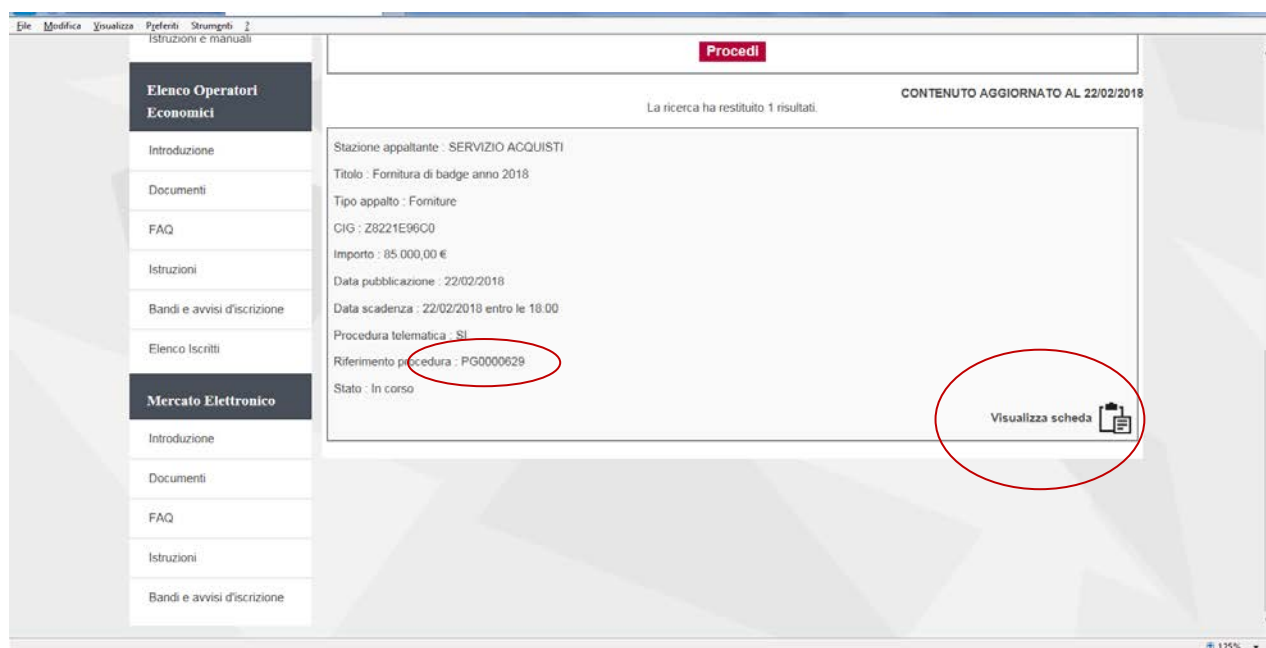 File Modifica Visualizza Preferiti Strumenti ?
Istruzioni e manuali
Procedi
Elenco Operatori
Economici
CONTENUTO AGGIORNATO AL 22/02/2018
La ricerca ha restituito 1 risultati.
Introduzione
Documenti
FAQ
Istruzioni
Bandi e avvisi d'iscrizione
Elenco Iscritti
Stazione appaltante : SERVIZIO ACQUISTI
Titolo : Fornitura di badge anno 2018
Tipo appalto : Forniture
CIG : Z8221E96C0
Importo : 85.000,00 €
Data pubblicazione : 22/02/2018
Data scadenza : 22/02/2018 entro le 18:00
Procedura telematica : SI
Riferimento procedura : PG0000629
Stato : In corso
Visualizza scheda
Mercato Elettronico
Introduzione
Documenti
FAQ
Istruzioni
Bandi e avvisi d'iscrizione
125%